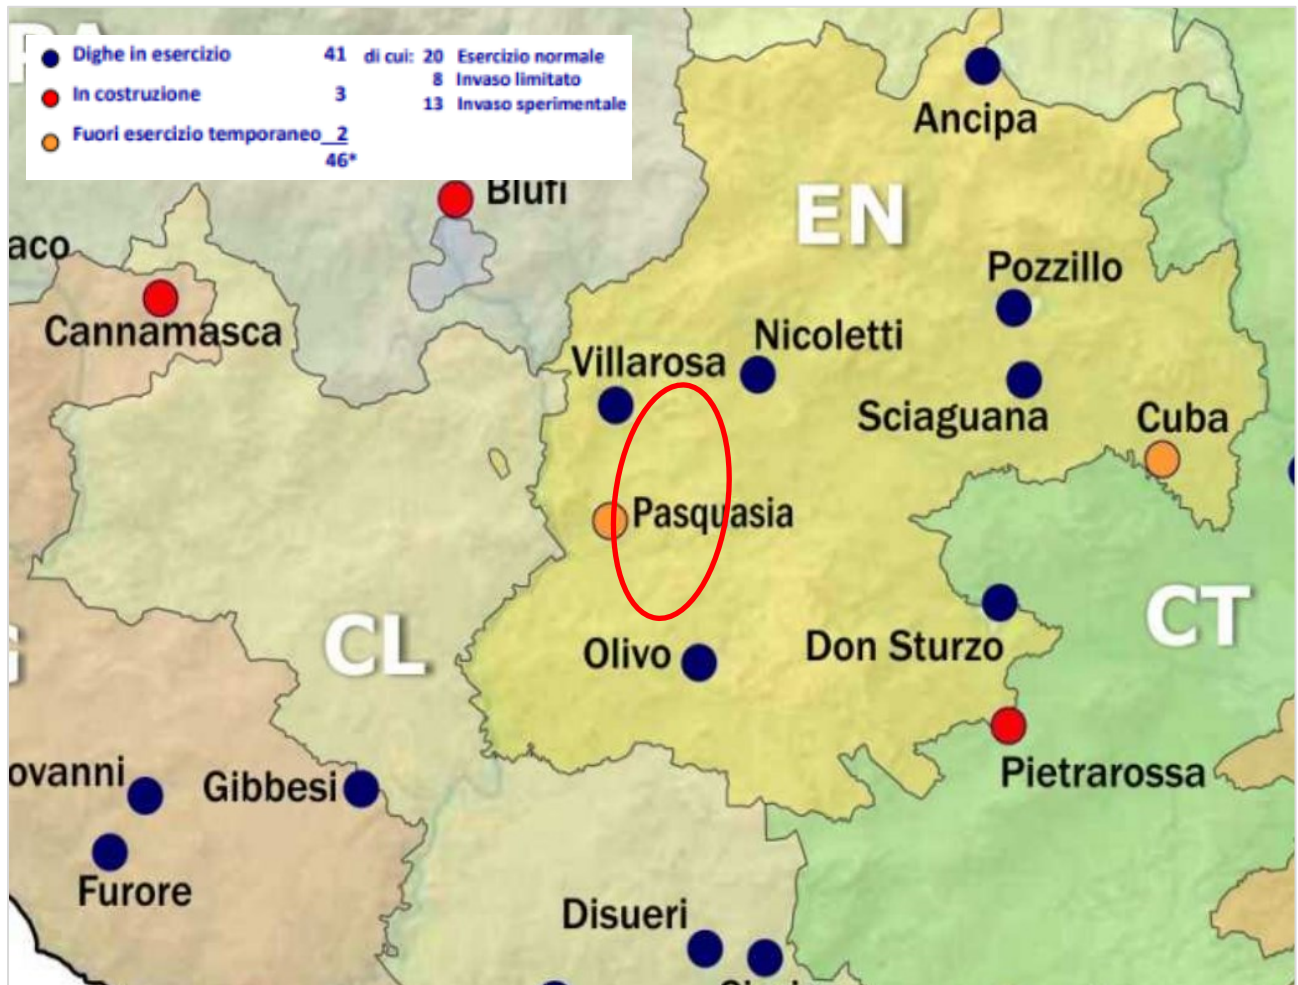 Dighe in esercizio 41 di cui: 20 Esercizio normale
8 Invaso limitato
In costruzione 3
13 Invaso sperimentale
Fuori esercizio temporaneo 2
46*
Ancipa
Blufi
EN
aco
Pozzillo
Cannamasca
Nicoletti
Villarosa
Sciaguana
Cuba
Pasquasia
CT
CL
Don Sturzo
Olivo
Pietrarossa
ovanni
Gibbesi
Furore
Disueri